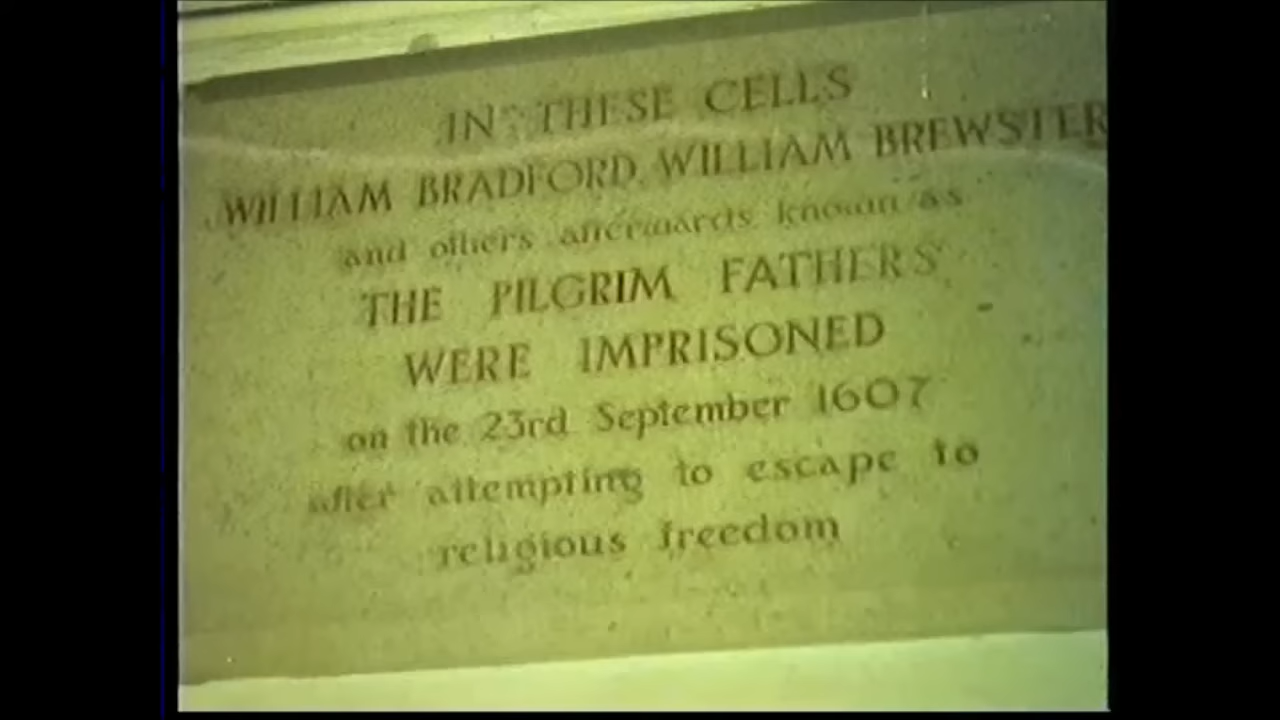 IN THESE CELLS
WILLIAM BRADFORD, WILLIAM BREWSTER
and others afterwards known as
THE PILGRIM FATHERS
WERE IMPRISONED
on the 23rd September 1607
after attempting to escape to
religious freedom